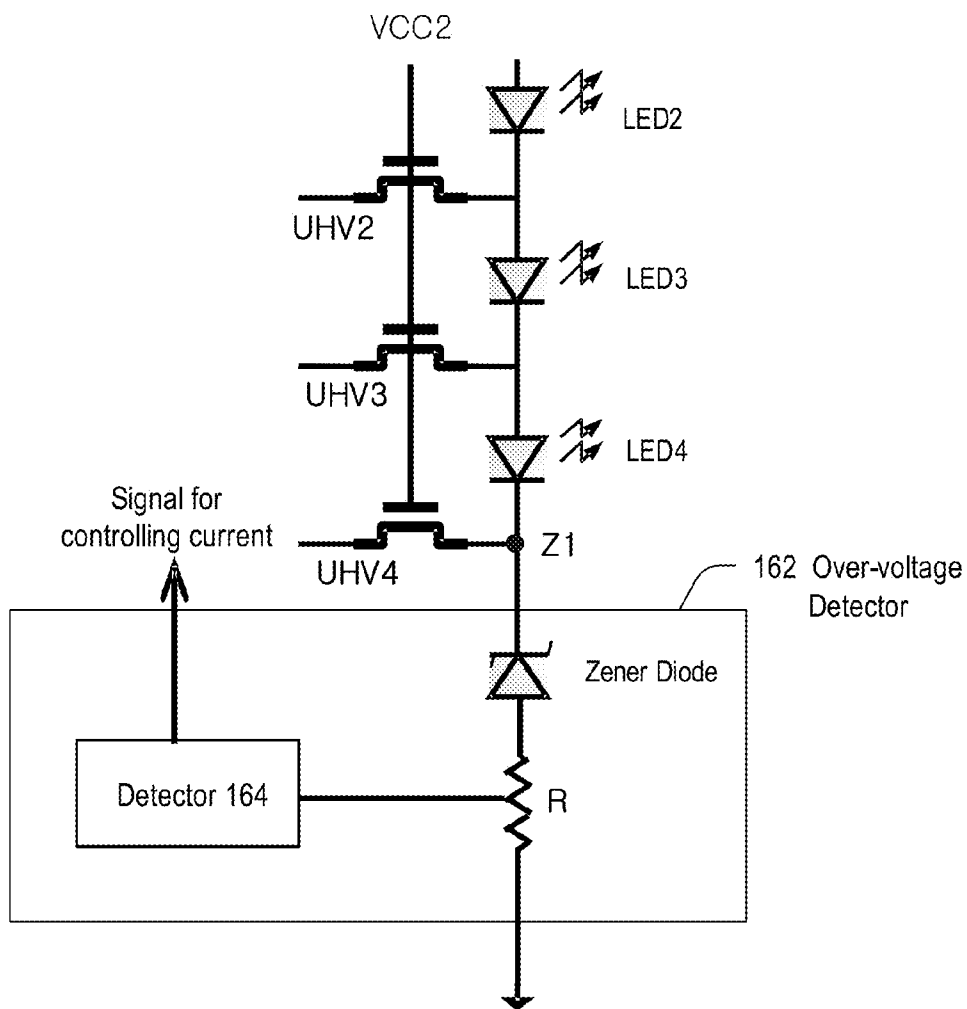 VCC2
LED2
UHV2
LED3
UHV3
LED4
Signal for
controlling current
UHV4
Z1
162 Over-voltage
Detector
Zener Diode
Detector 164
R